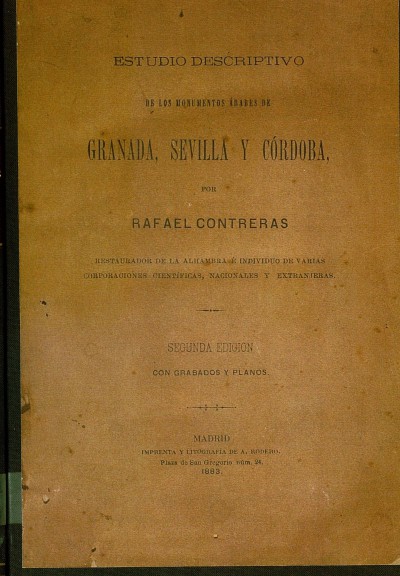 ESTUDIO DESCRIPTIVO
DE LOS MONUMENTOS ÁRABES DE
GRANADA, SEVILLA Y CÓRDOBA,
POR
RAFAEL CONTRERAS
RESTAURADOR DE LA ALHAMBRA É INDIVIDUO DE VARIAS
CORPORACIONES CIENTÍFICAS, NACIONALES Y EXTRANJERAS.
SEGUNDA EDICION
CON GRABADOS Y PLANOS.
MADRID
IMPRENTA Y LITOGRAFÍA DE A. RODERO.
Plaza de San Gregorio núm. 24.
1883.